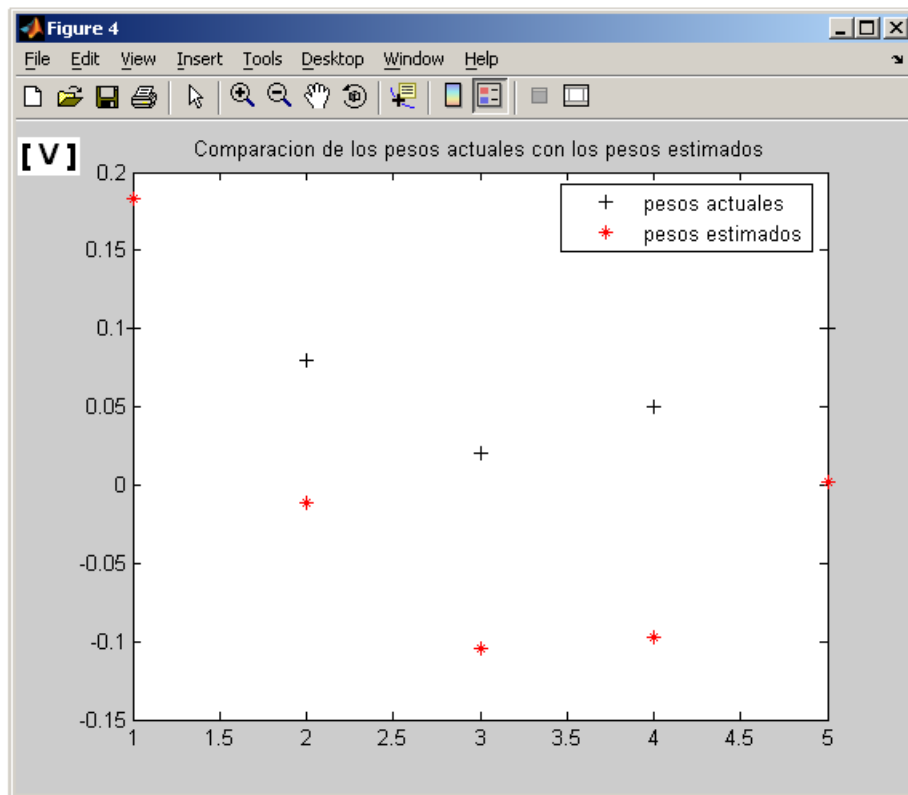 Figure 4
File Edit View Insert Tools Desktop Window Help
[V]
Comparacion de los pesos actuales con los pesos estimados
pesos actuales
pesos estimados
0.2
0.15
0.1
0.05
0
-0.05
-0.1
-0.15
1 1.5 2 2.5 3 3.5 4 4.5 5